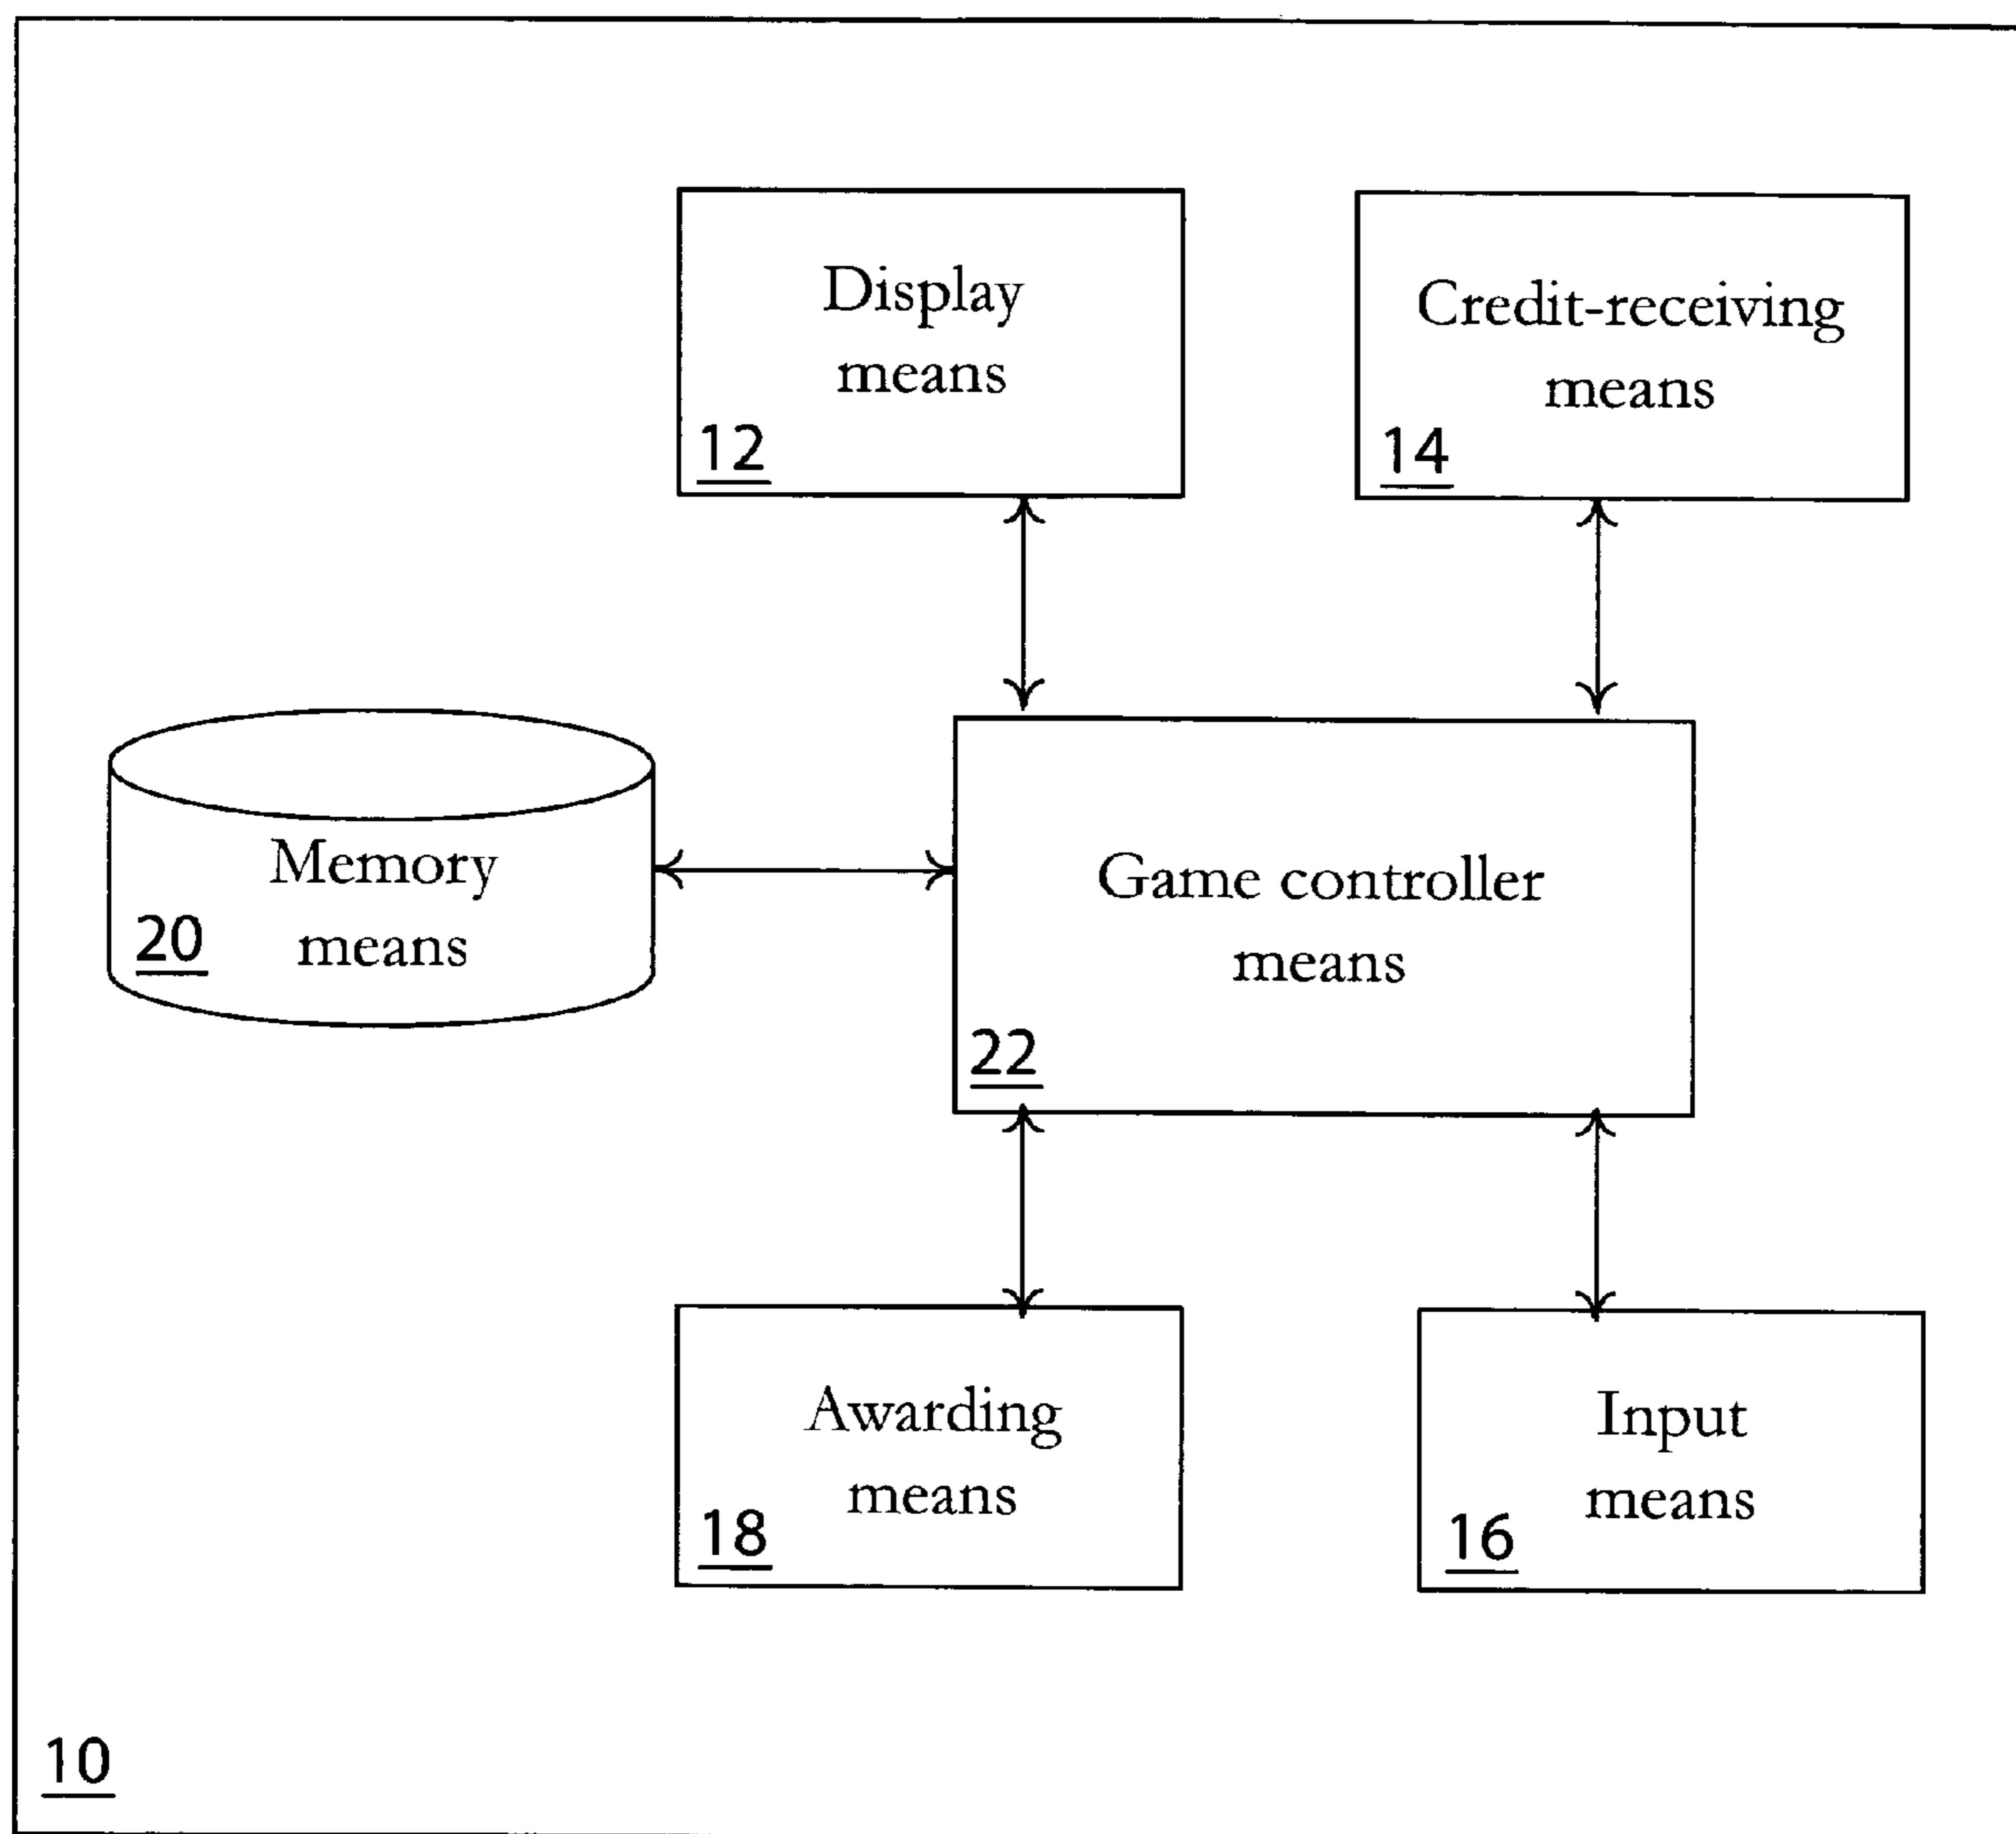 Display
means
12
Credit-receiving
means
14
Memory
means
20
Game controller
means
22
Awarding
means
18
Input
means
16
10